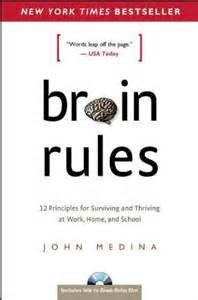 NEW YORK TIMES BESTSELLER
["Words leap off the page."]
— USA Today
brain
rules
12 Principles for Surviving and Thriving
at Work, Home, and School
JOHN MEDINA